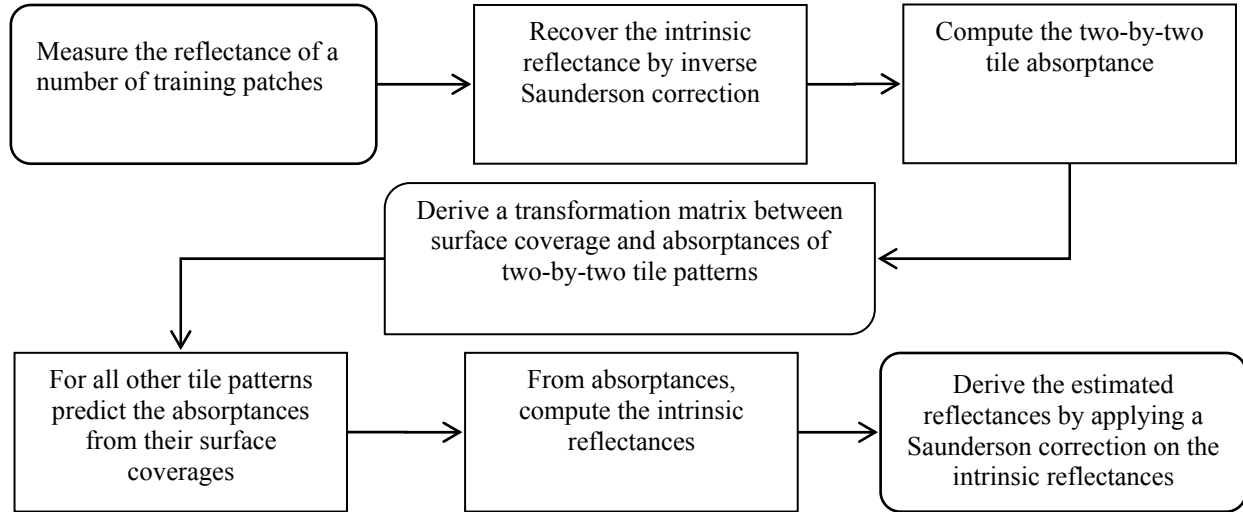 Measure the reflectance of a
number of training patches
Recover the intrinsic
reflectance by inverse
Saunderson correction
Compute the two-by-two
tile absorptance
Derive a transformation matrix between
surface coverage and absorptances of
two-by-two tile patterns
For all other tile patterns
predict the absorptances
from their surface
coverages
From absorptances,
compute the intrinsic
reflectances
Derive the estimated
reflectances by applying a
Saunderson correction on the
intrinsic reflectances